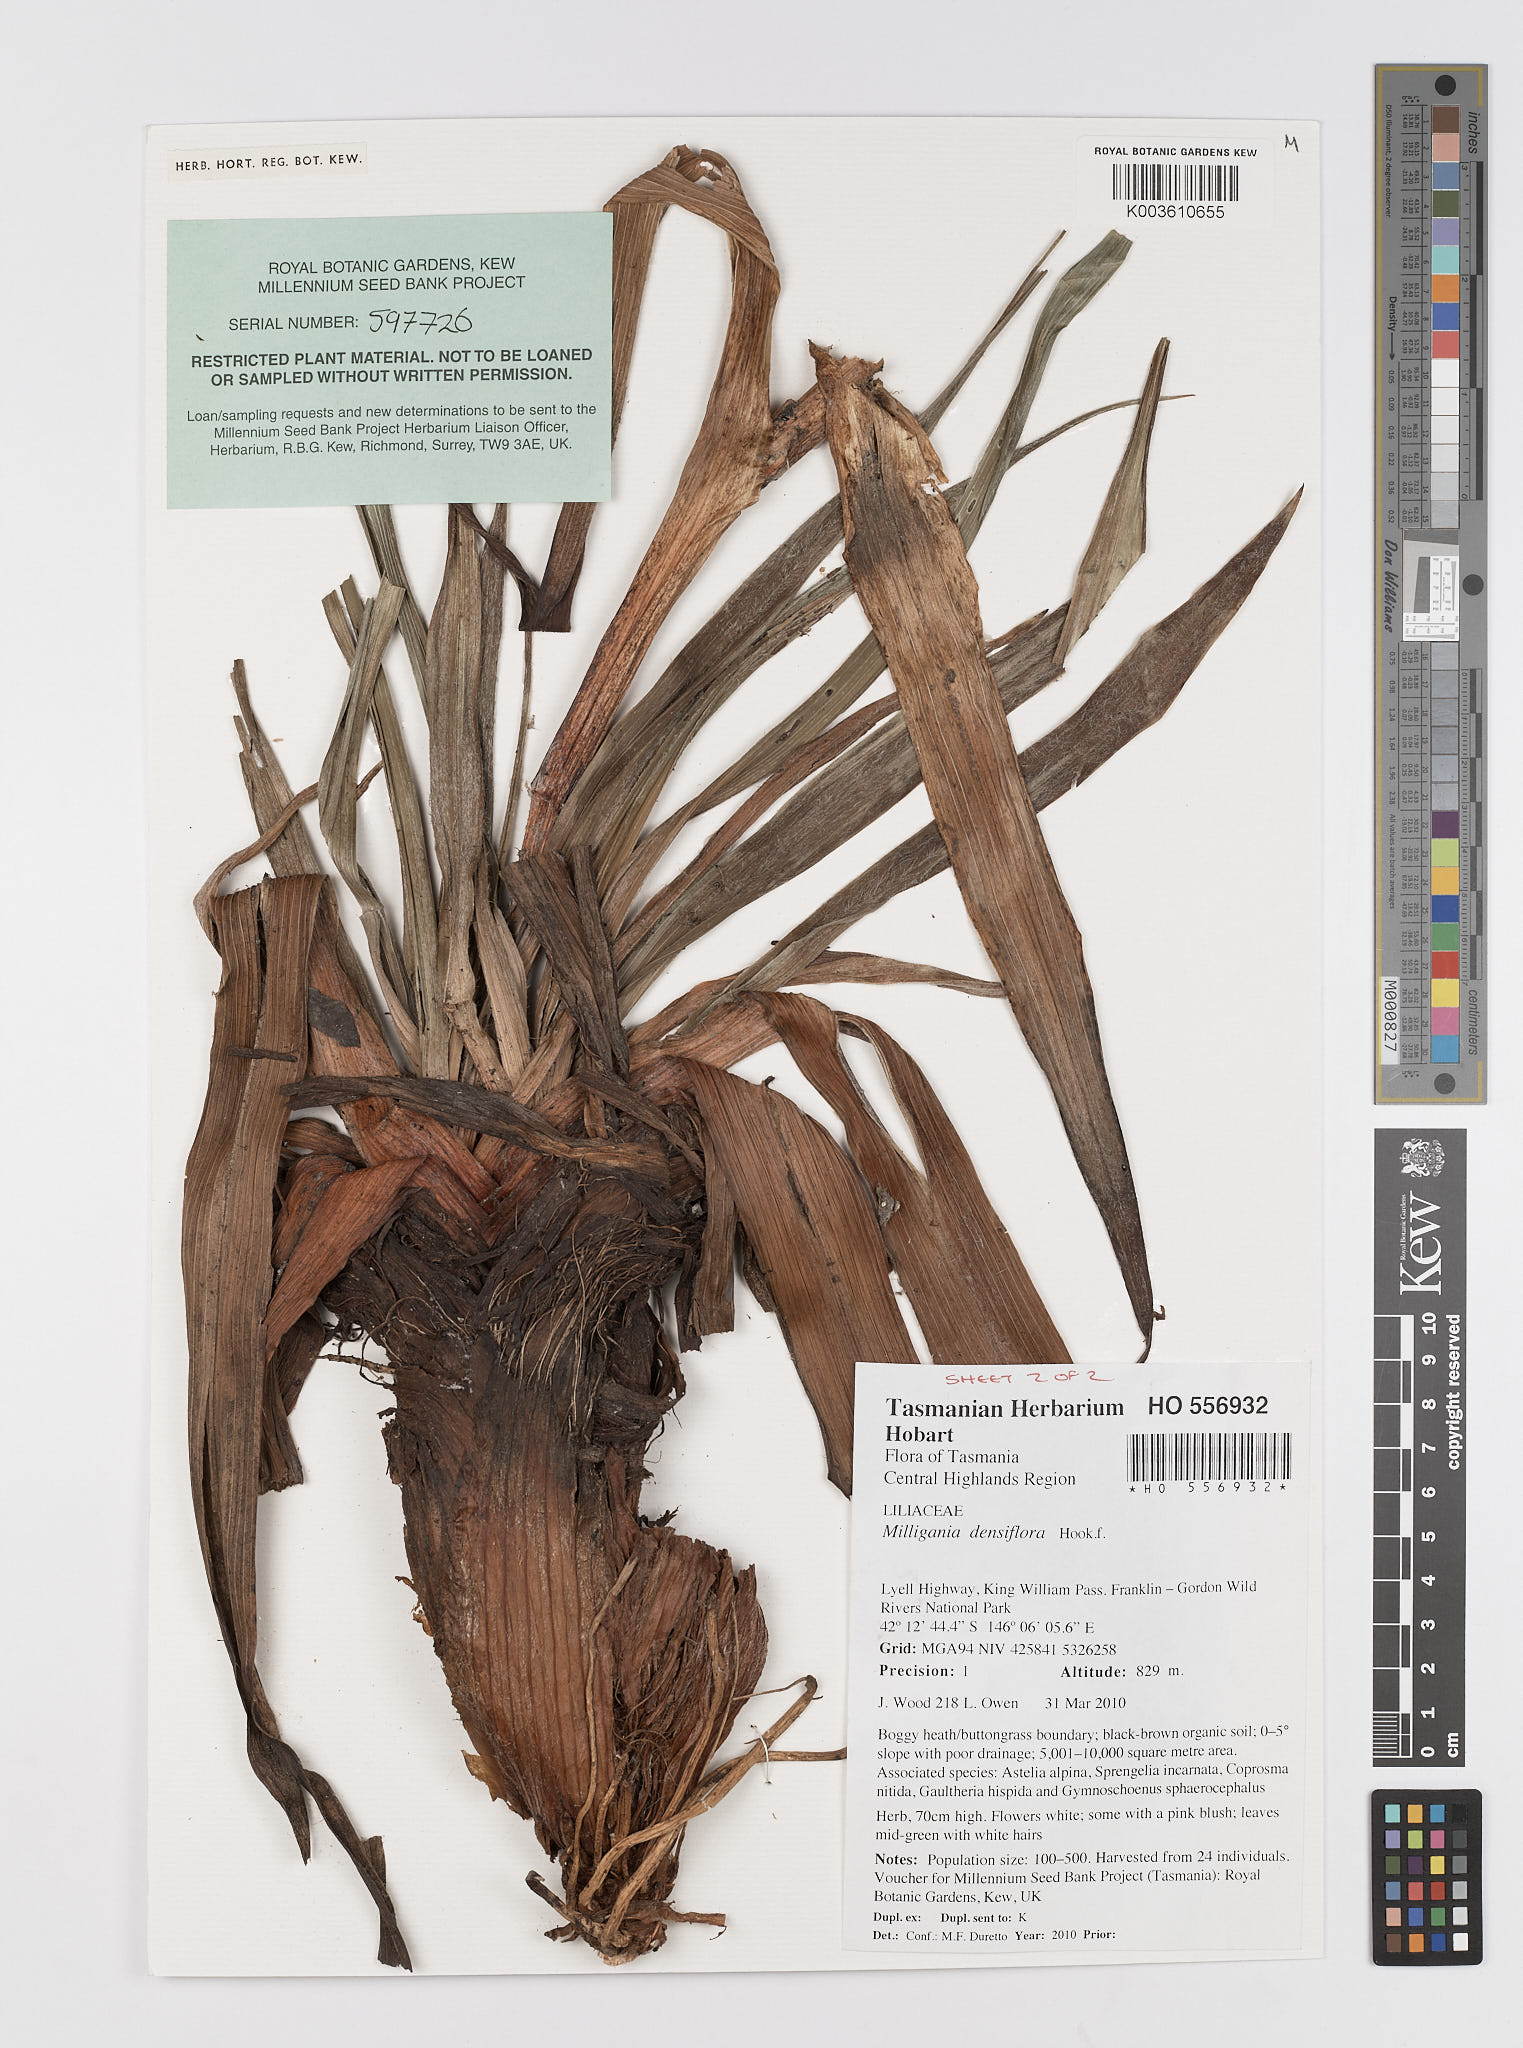 HERB. HORT. REG. BOT. KEW.
ROYAL BOTANIC GARDENS KEW
K003610655
M
ROYAL BOTANIC GARDENS, KEW
MILLENNIUM SEED BANK PROJECT
SERIAL NUMBER: 597726
RESTRICTED PLANT MATERIAL. NOT TO BE LOANED
OR SAMPLED WITHOUT WRITTEN PERMISSION.
Loan/sampling requests and new determinations to be sent to the
Millennium Seed Bank Project Herbarium Liaison Officer,
Herbarium, R.B.G. Kew, Richmond, Surrey, TW9 3AE, UK.
SHEET 2 OF 2
Tasmanian Herbarium HO 556932
Hobart
Flora of Tasmania
Central Highlands Region
*HO 556932*
LILIACEAE
Milligania densiflora Hook.f.
Lyell Highway, King William Pass. Franklin – Gordon Wild
Rivers National Park
42° 12' 44.4" S 146° 06' 05.6" E
Grid: MGA94 NIV 425841 5326258
Precision: 1 Altitude: 829 m.
J. Wood 218 L. Owen 31 Mar 2010
Boggy heath/buttongrass boundary; black-brown organic soil; 0–5°
slope with poor drainage; 5,001–10,000 square metre area.
Associated species: Astelia alpina, Sprengelia incarnata, Coprosma
nitida, Gaultheria hispida and Gymnoschoenus sphaerocephalus
Herb, 70cm high. Flowers white; some with a pink blush; leaves
mid-green with white hairs
Notes: Population size: 100–500. Harvested from 24 individuals.
Voucher for Millennium Seed Bank Project (Tasmania): Royal
Botanic Gardens, Kew, UK
Dupl. ex: Dupl. sent to: K
Det.: Conf.: M.F. Duretto Year: 2010 Prior:
inches
Density
Don Williams
All values are batch averages
centimeters
M000827
Royal Botanic Gardens
Kew
0 1 2 3 4 5 6 7 8 9 10
cm
copyright reserved